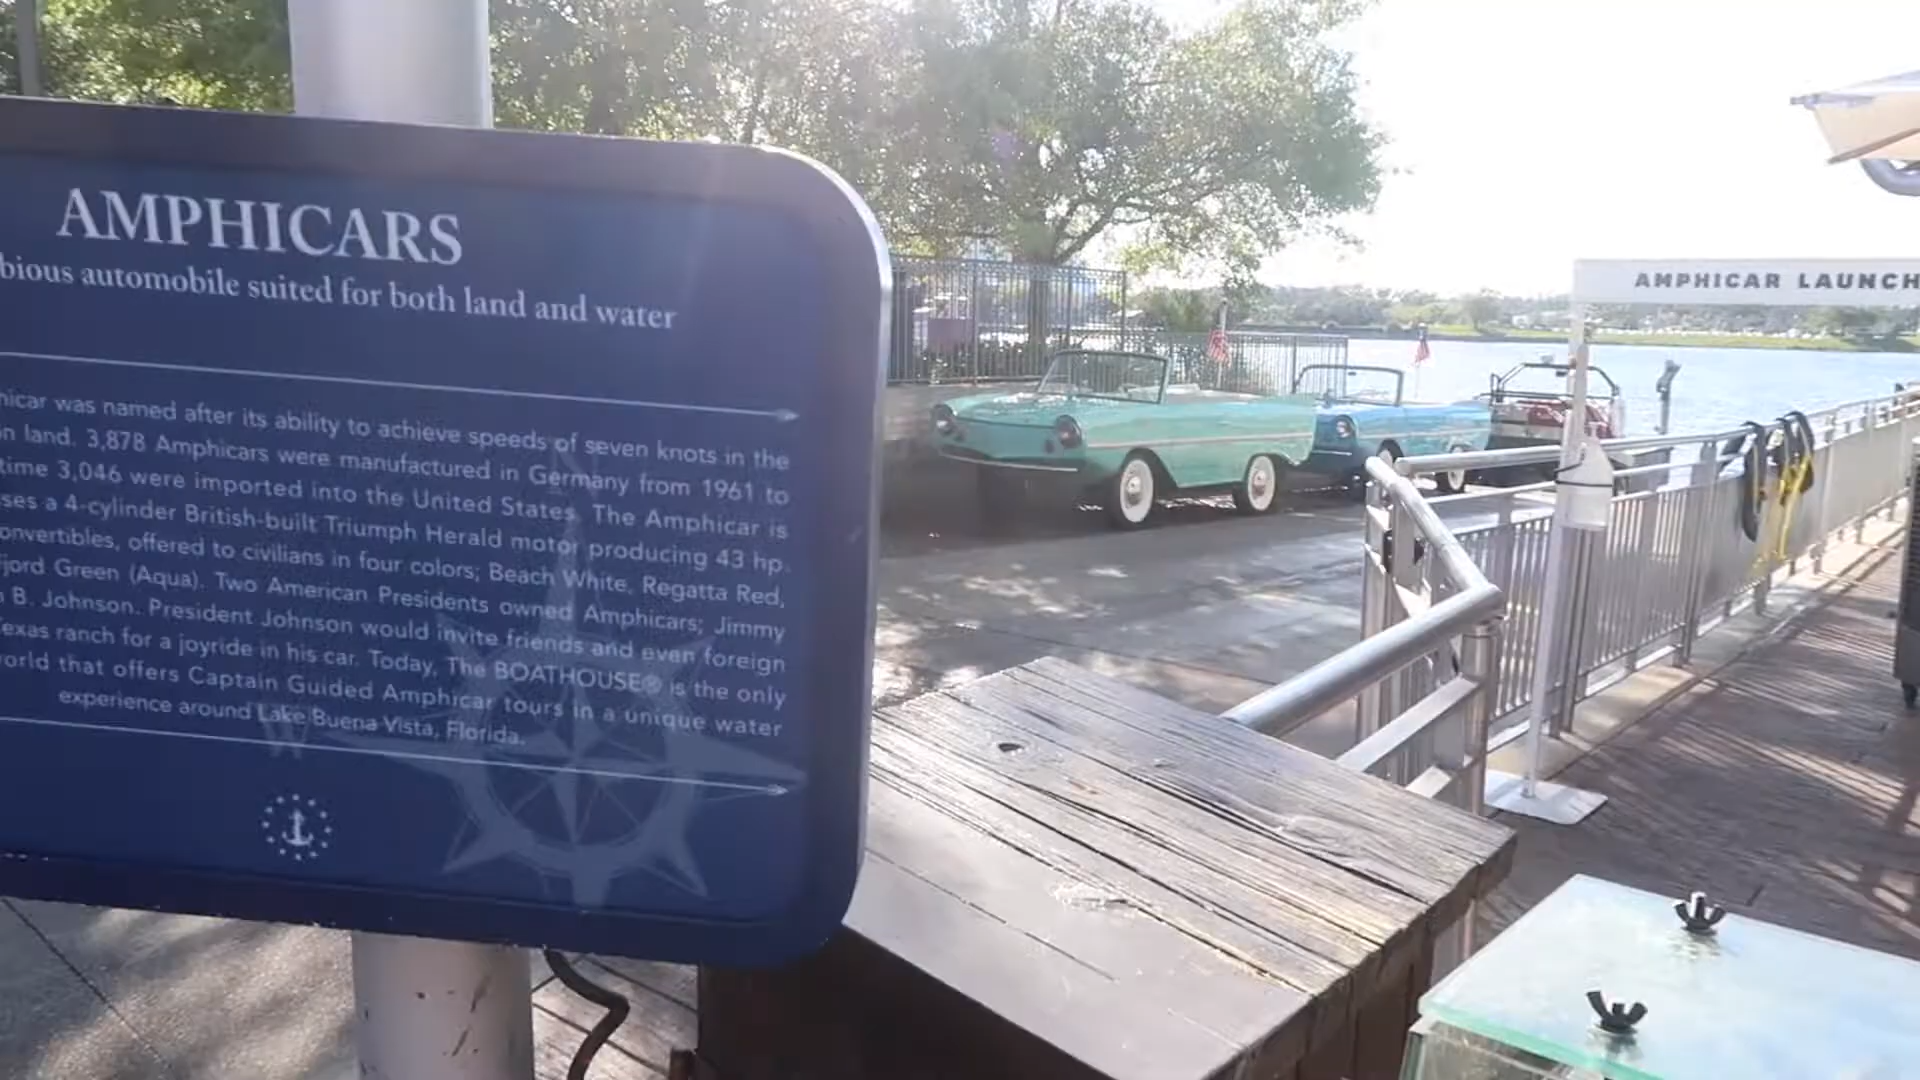 AMPHICARS
bious automobile suited for both land and water
hicar was named after its ability to achieve speeds of seven knots in the
on land. 3,878 Amphicars were manufactured in Germany from 1961 to
time 3,046 were imported into the United States. The Amphicar is
ses a 4-cylinder British-built Triumph Herald motor producing 43 hp.
onvertibles, offered to civilians in four colors; Beach White, Regatta Red,
jord Green (Aqua). Two American Presidents owned Amphicars; Jimmy
B. Johnson. President Johnson would invite friends and even foreign
exas ranch for a joyride in his car. Today, The BOATHOUSE® is the only
orld that offers Captain Guided Amphicar tours in a unique water
experience around Lake Buena Vista, Florida.
W
AMPHICAR LAUNCH